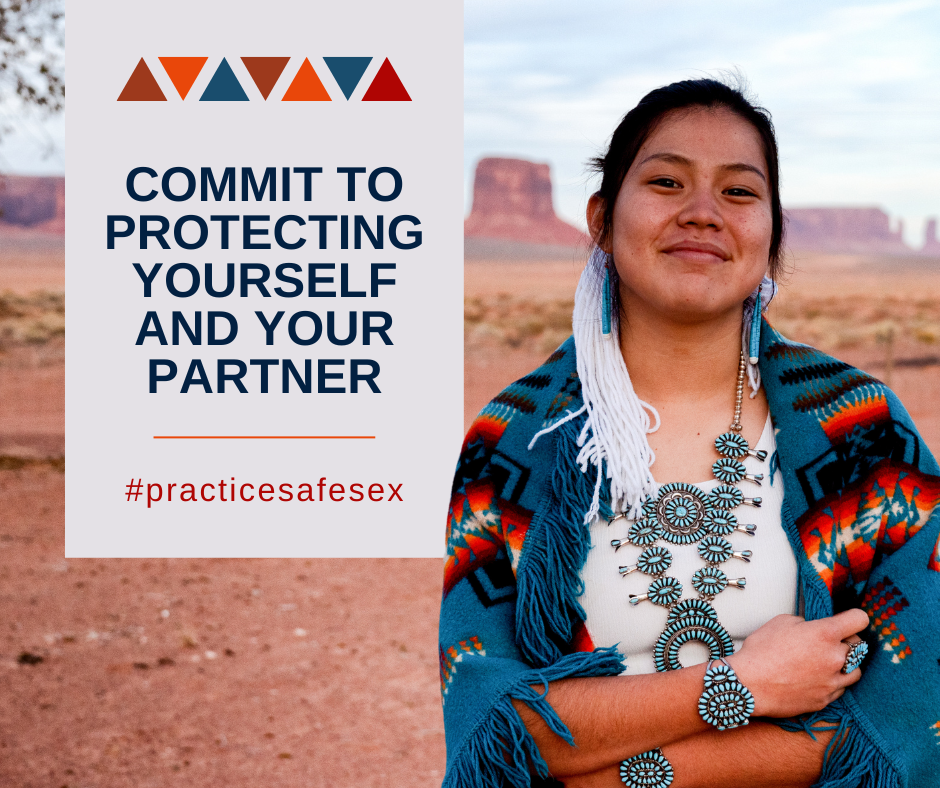 COMMIT TO
PROTECTING
YOURSELF
AND YOUR
PARTNER
#practicesafesex